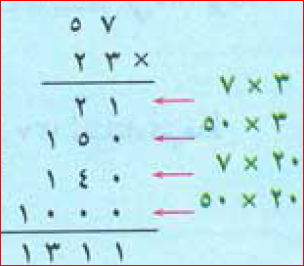 ٥٧
٢٣ ×
٢١
٧ × ٣
١٥٠
٥٠ × ٣
١٤٠
٧ × ٢٠
١٠٠٠
٥٠ × ٢٠
١٣١١